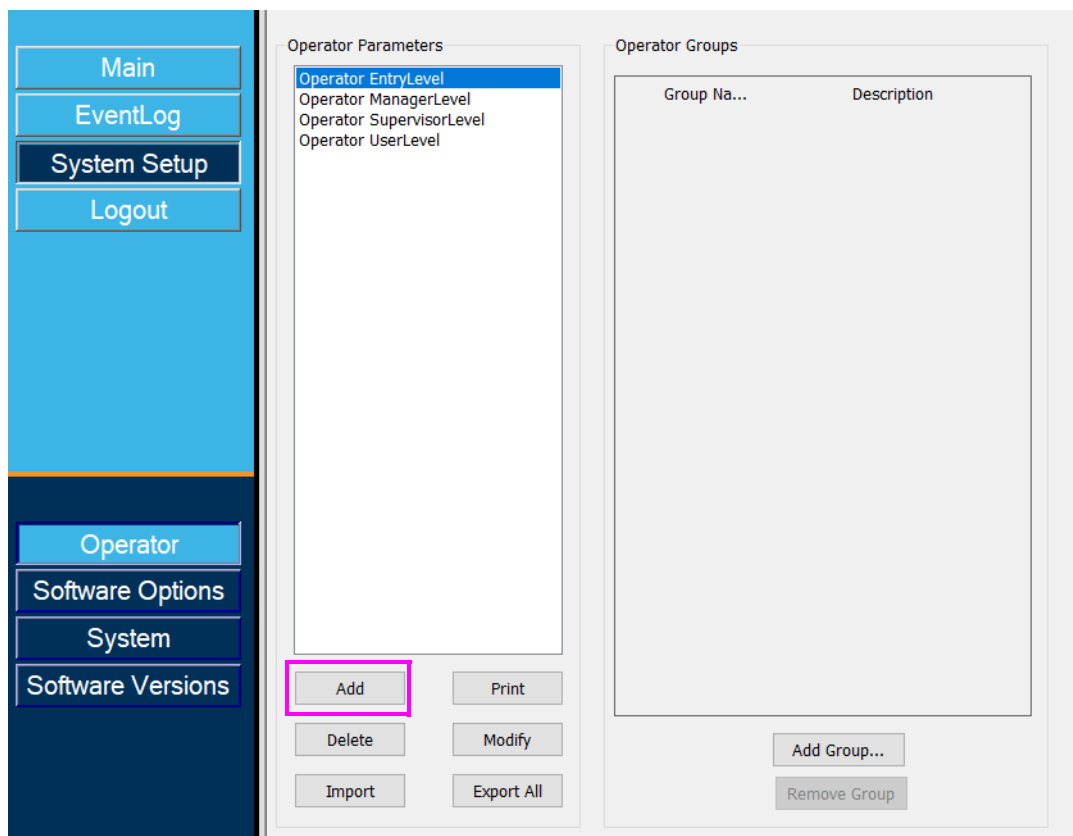 Main
EventLog
System Setup
Logout
Operator
Software Options
System
Software Versions
Operator Parameters
Operator EntryLevel
Operator ManagerLevel
Operator SupervisorLevel
Operator UserLevel
Add
Print
Delete
Modify
Import
Export All
Operator Groups
Group Na... Description
Add Group...
Remove Group